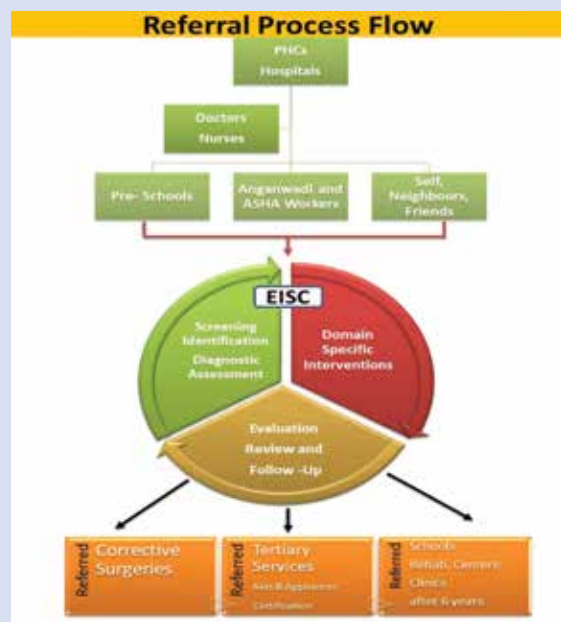 Referral Process Flow
PHCs
Hospitals
Doctors
Nurses
Pre- Schools
Anganwadi and
ASHA Workers
Self,
Neighbours,
Friends
EISC
Screening
Identification
Diagnostic
Assessment
Domain
Specific
Interventions
Evaluation
Review and
Follow -Up
Referred
Corrective
Surgeries
Referred
Tertiary
Services
Aids & Appliances
Certification
Referred
Schools
Rehab. Centers
Clinics
after 6 years